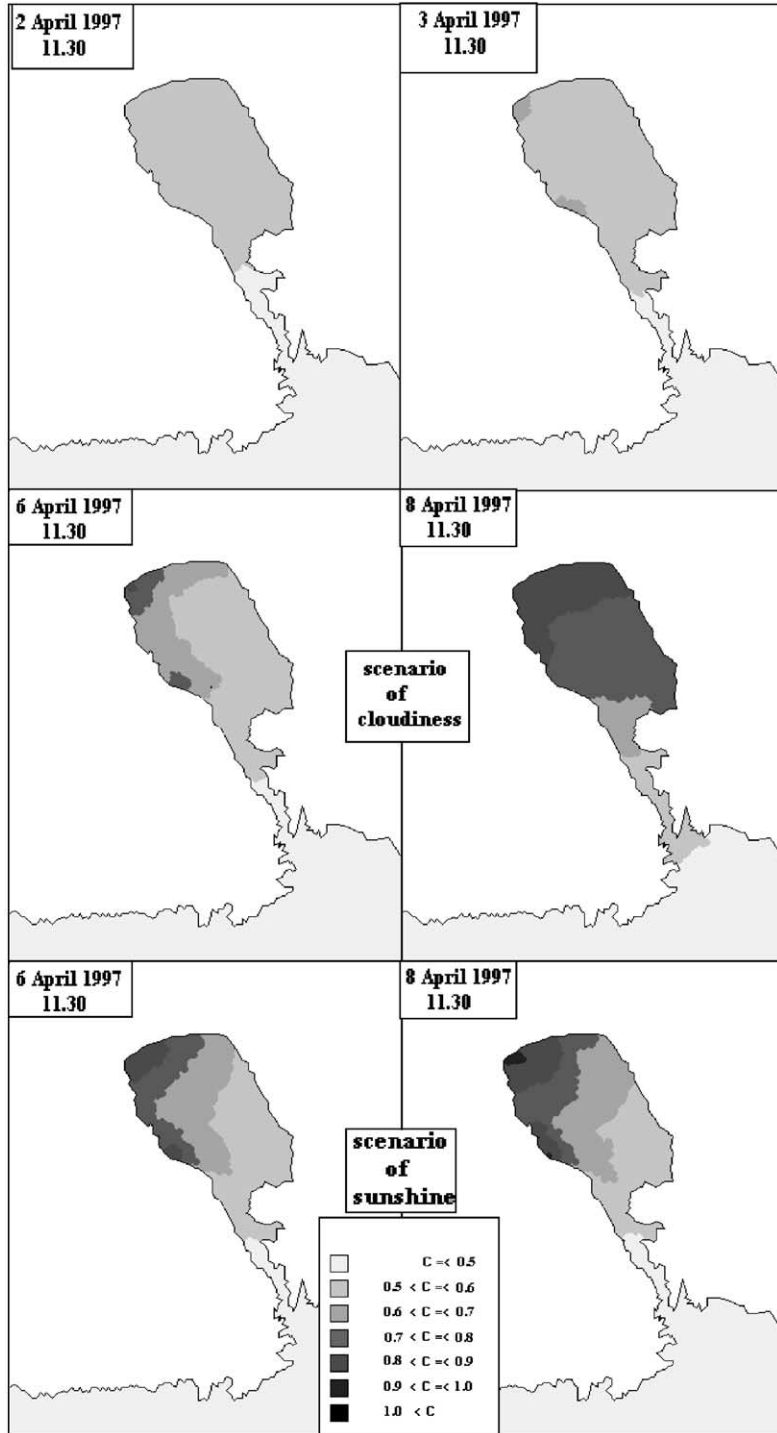 2 April 1997
11.30
3 April 1997
11.30
6 April 1997
11.30
8 April 1997
11.30
scenario
of
cloudiness
6 April 1997
11.30
8 April 1997
11.30
scenario
of
sunshine
C =< 0.5
0.5 < C =< 0.6
0.6 < C =< 0.7
0.7 < C =< 0.8
0.8 < C =< 0.9
0.9 < C =< 1.0
1.0 < C